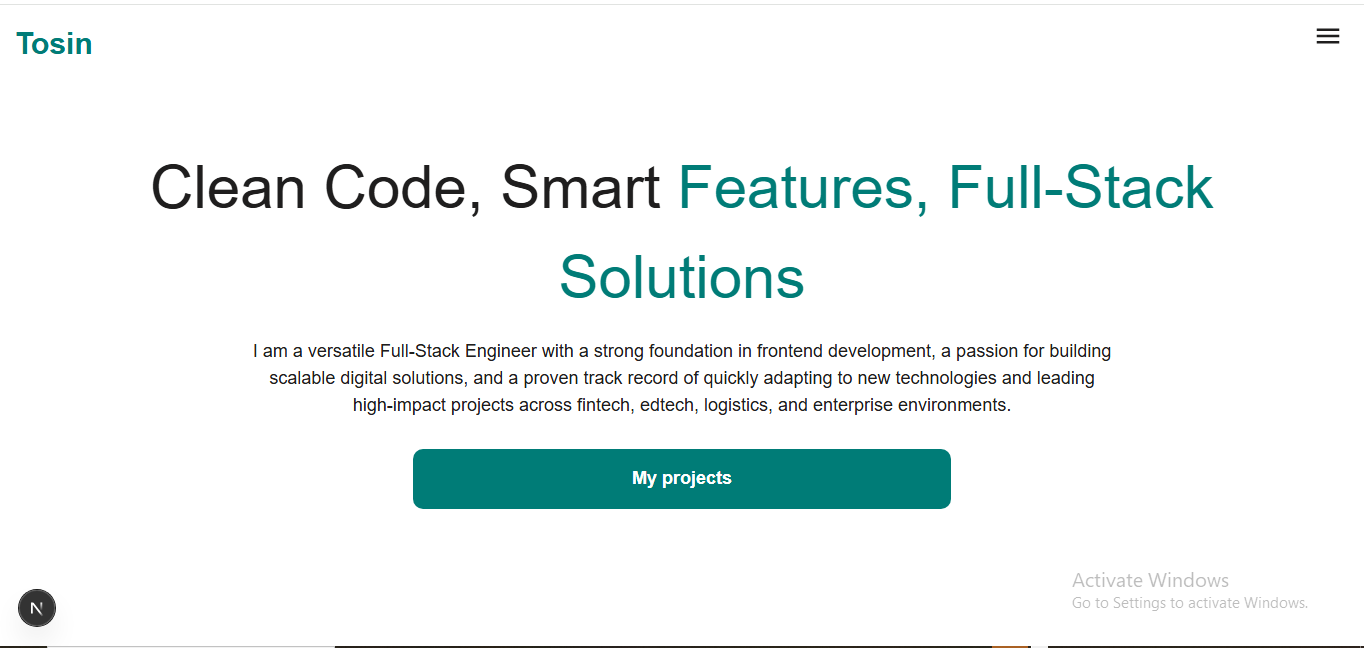 Tosin
Clean Code, Smart Features, Full-Stack
Solutions
I am a versatile Full-Stack Engineer with a strong foundation in frontend development, a passion for building
scalable digital solutions, and a proven track record of quickly adapting to new technologies and leading
high-impact projects across fintech, edtech, logistics, and enterprise environments.
My projects
Activate Windows
Go to Settings to activate Windows.
N